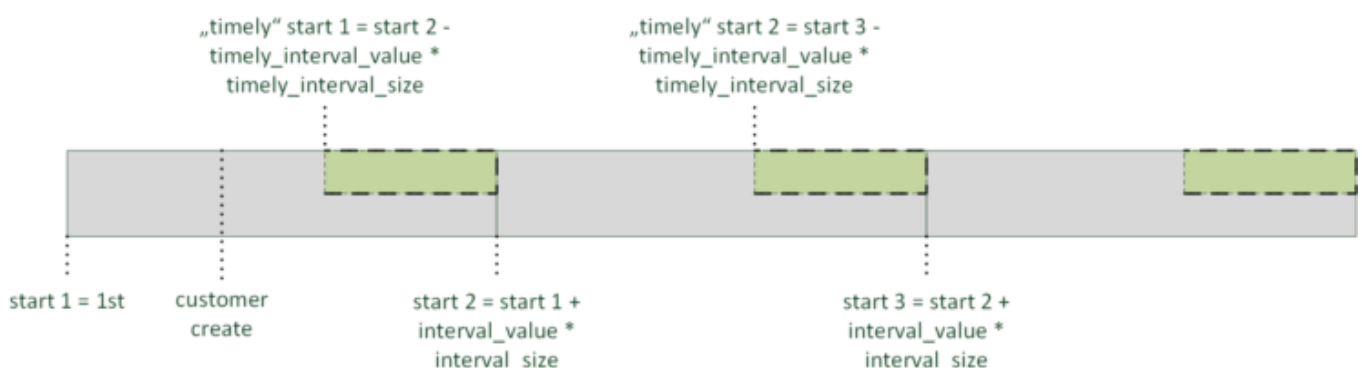 „timely“ start 1 = start 2 -
timely_interval_value *
timely_interval_size
„timely“ start 2 = start 3 -
timely_interval_value *
timely_interval_size
start 1 = 1st
customer
create
start 2 = start 1 +
interval_value *
interval_size
start 3 = start 2 +
interval_value *
interval_size